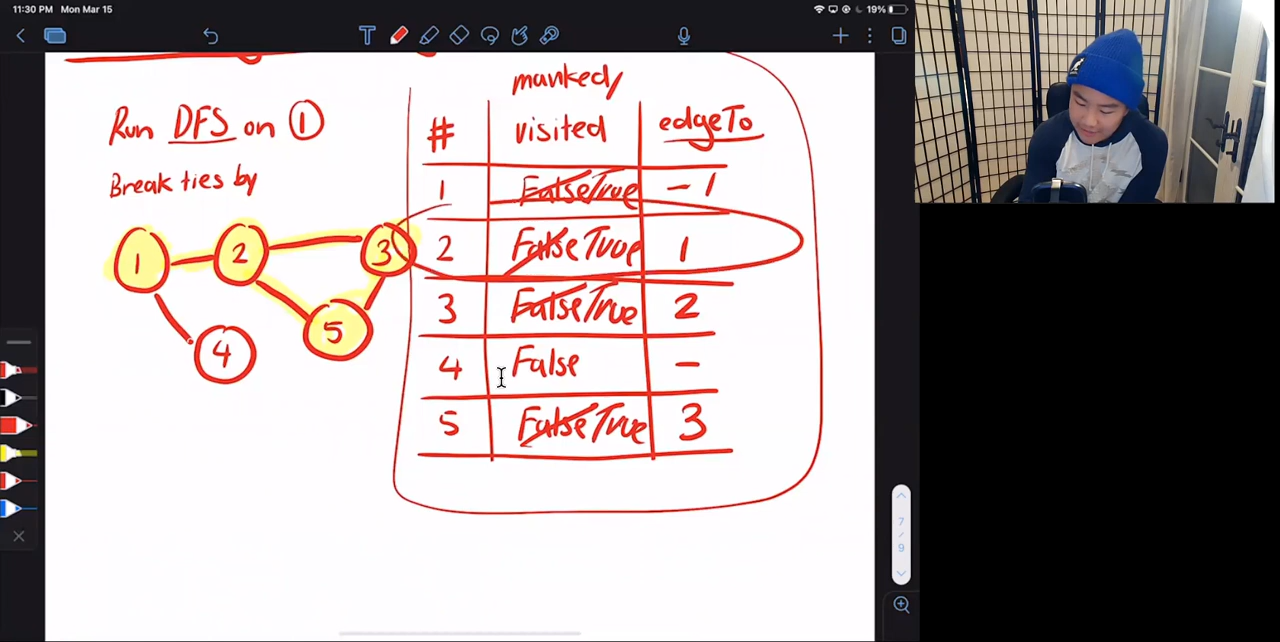 11:30 PM Mon Mar 15
19%
Run DFS on 1
Break ties by
1 2 3
5
4
marked/
# visited edgeTo
1 False True -1
2 False True 1
3 False True 2
4 False -
5 False True 3
7
/
9